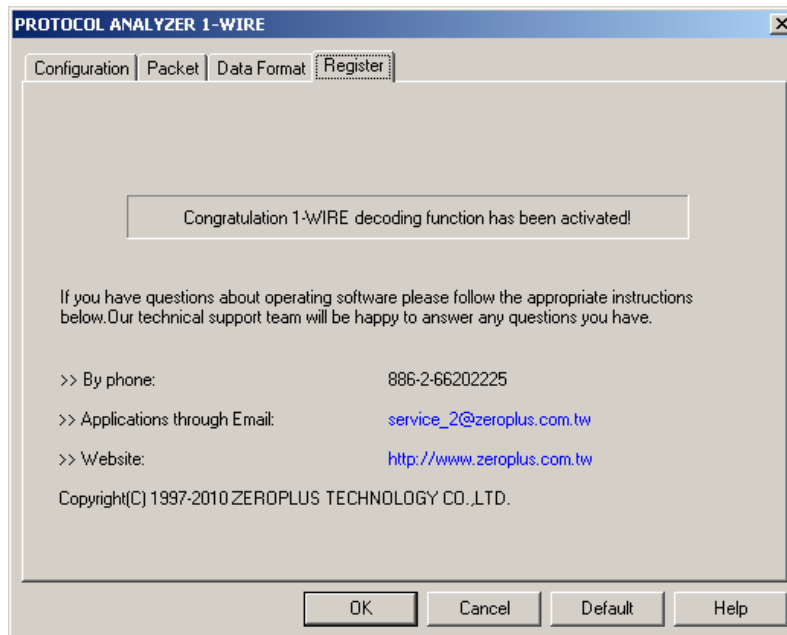 PROTOCOL ANALYZER 1-WIRE
Configuration Packet Data Format Register
Congratulation 1-WIRE decoding function has been activated!
If you have questions about operating software please follow the appropriate instructions
below.Our technical support team will be happy to answer any questions you have.
>> By phone: 886-2-66202225
>> Applications through Email: service_2@zeroplus.com.tw
>> Website: http://www.zeroplus.com.tw
Copyright(C) 1997-2010 ZEROPLUS TECHNOLOGY CO.,LTD.
OK Cancel Default Help